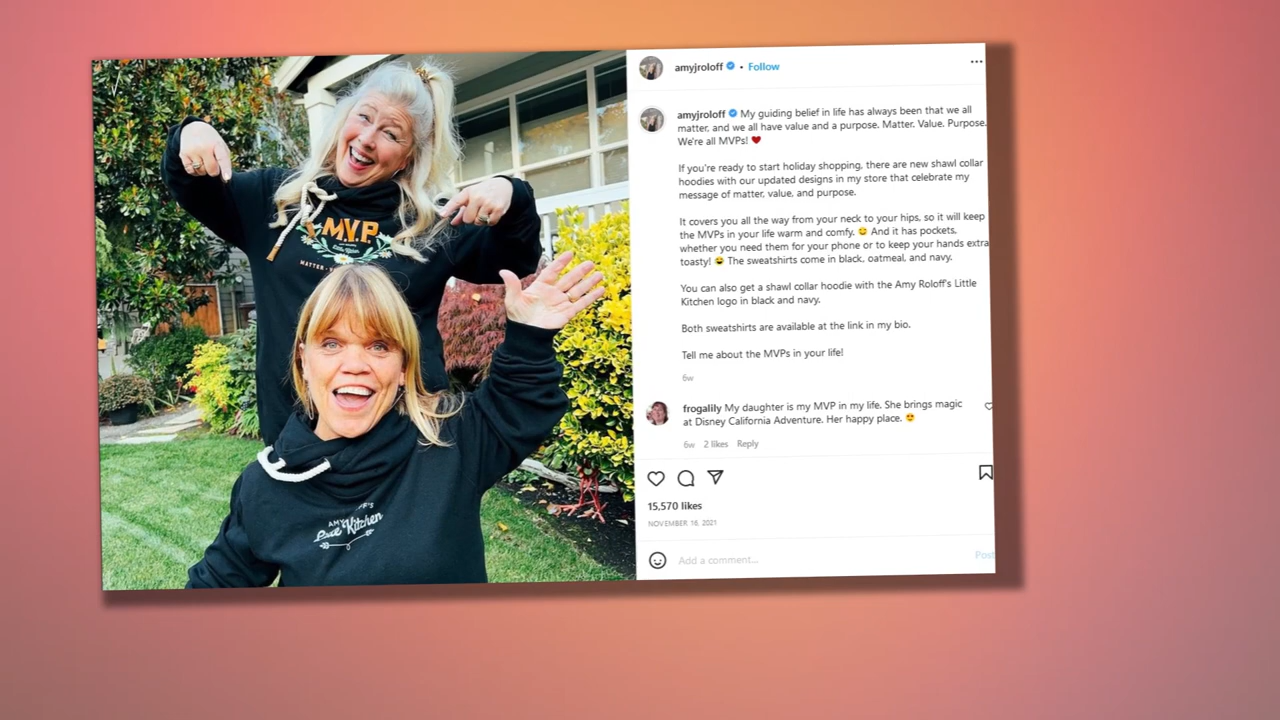 amyjroloff • Follow
amyjroloff My guiding belief in life has always been that we all
matter, and we all have value and a purpose. Matter. Value. Purpose.
We're all MVPs! ❤️
If you're ready to start holiday shopping, there are new shawl collar
hoodies with our updated designs in my store that celebrate my
message of matter, value, and purpose.
It covers you all the way from your neck to your hips, so it will keep
the MVPs in your life warm and comfy. 😄 And it has pockets,
whether you need them for your phone or to keep your hands extra
toasty! 😄 The sweatshirts come in black, oatmeal, and navy.
You can also get a shawl collar hoodie with the Amy Roloff's Little
Kitchen logo in black and navy.
Both sweatshirts are available at the link in my bio.
Tell me about the MVPs in your life!
6w
frogalily My daughter is my MVP in my life. She brings magic
at Disney California Adventure. Her happy place. 😍
6w 2 likes Reply
15,570 likes
NOVEMBER 16, 2021
Add a comment...
Post
M.V.P.
MATTER
Kitchen